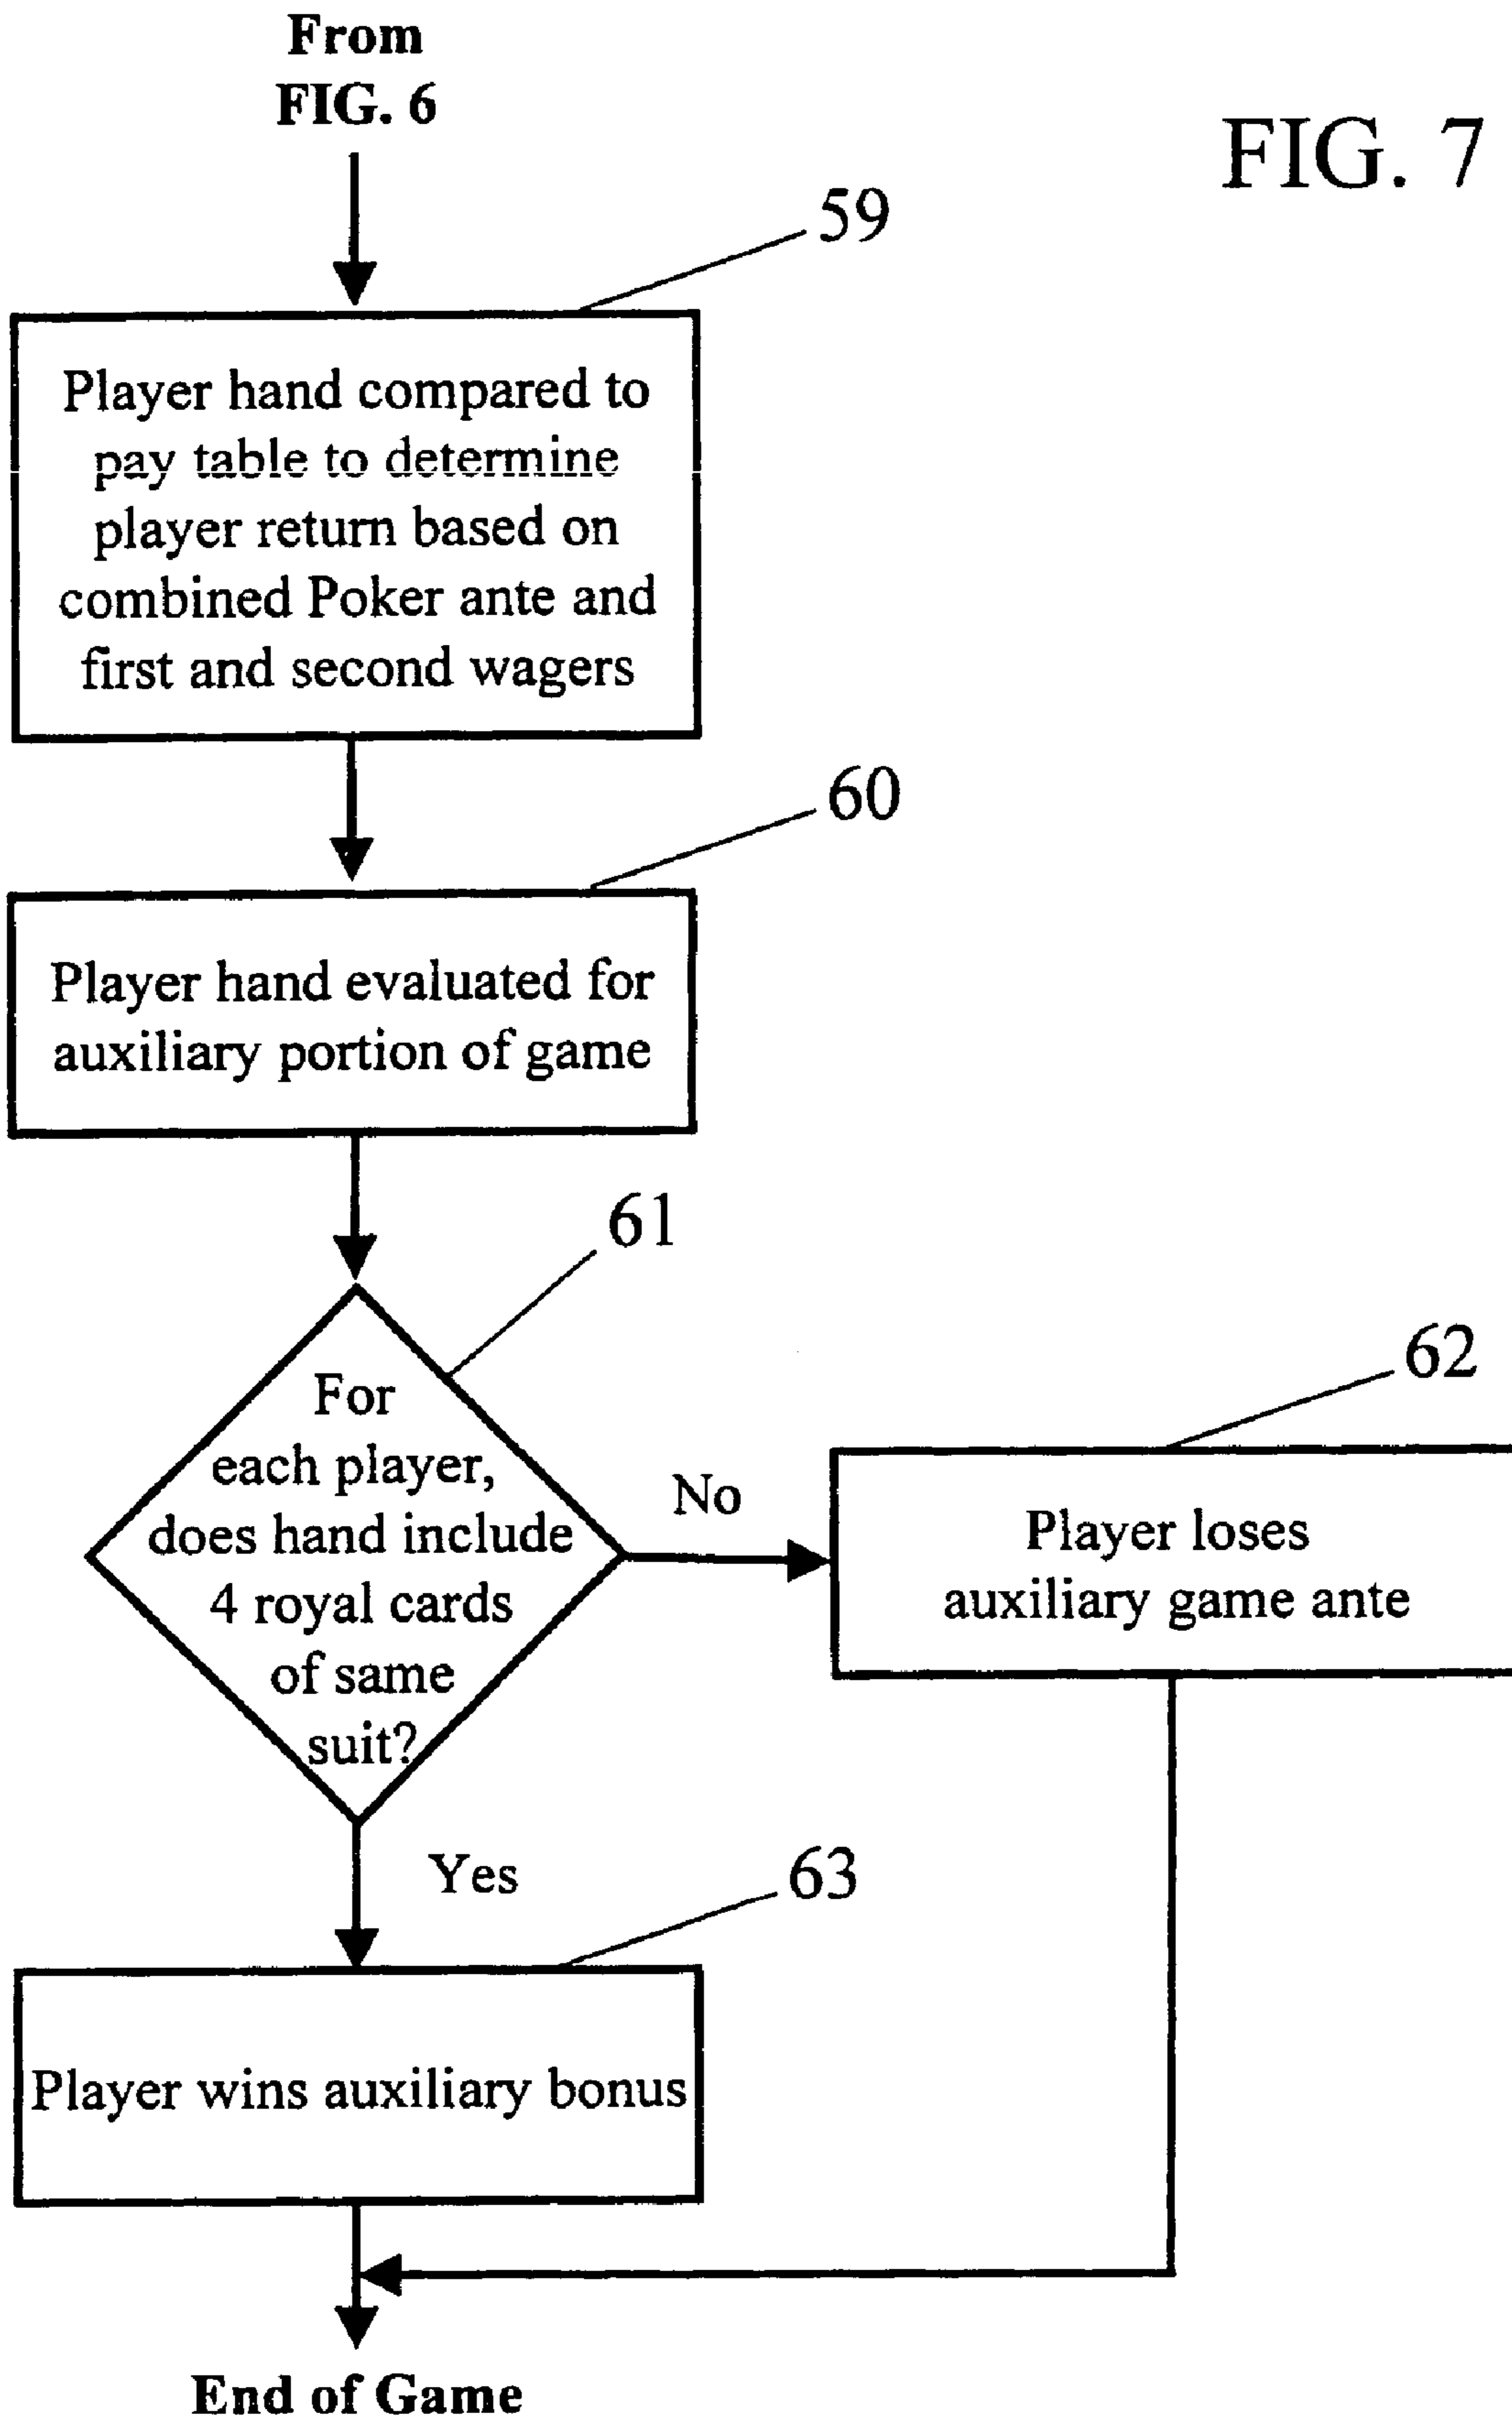 From
FIG. 6
FIG. 7
59
Player hand compared to
pay table to determine
player return based on
combined Poker ante and
first and second wagers
60
Player hand evaluated for
auxiliary portion of game
61
For
each player,
does hand include
4 royal cards
of same
suit?
No
62
Player loses
auxiliary game ante
Yes
63
Player wins auxiliary bonus
End of Game